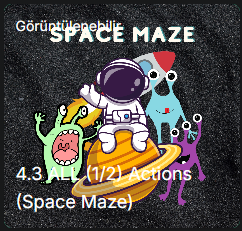 Görüntülenebilir
SPACE MAZE
4.3 ALL (1/2) Actions
(Space Maze)